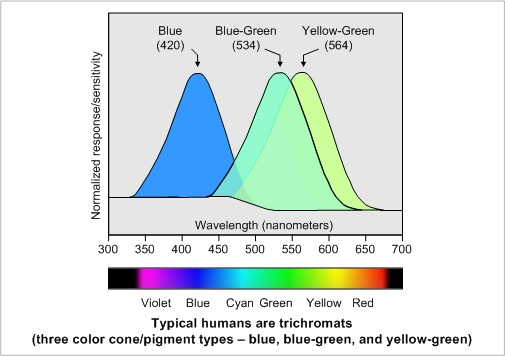 Blue Blue-Green Yellow-Green
(420) (534) (564)
Normalized response/sensitivity
Wavelength (nanometers)
300 350 400 450 500 550 600 650 700
Violet Blue Cyan Green Yellow Red
Typical humans are trichromats
(three color cone/pigment types – blue, blue-green, and yellow-green)